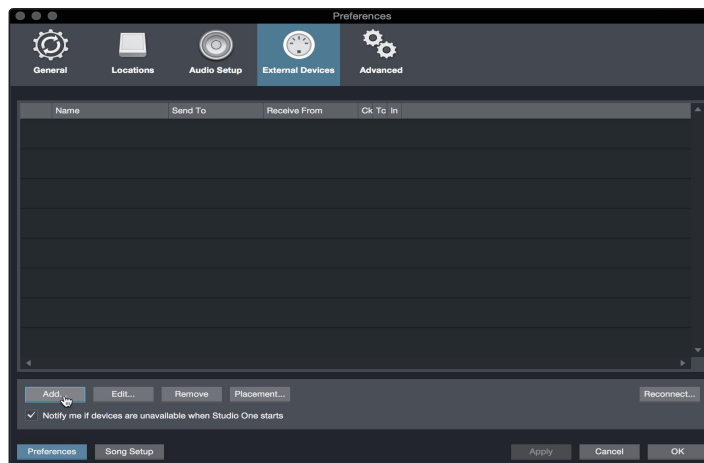 Preferences
General Locations Audio Setup External Devices Advanced
Name Send To Receive From Ck Tc In
Add... Edit... Remove Placement... Reconnect...
Notify me if devices are unavailable when Studio One starts
Preferences Song Setup Apply Cancel OK